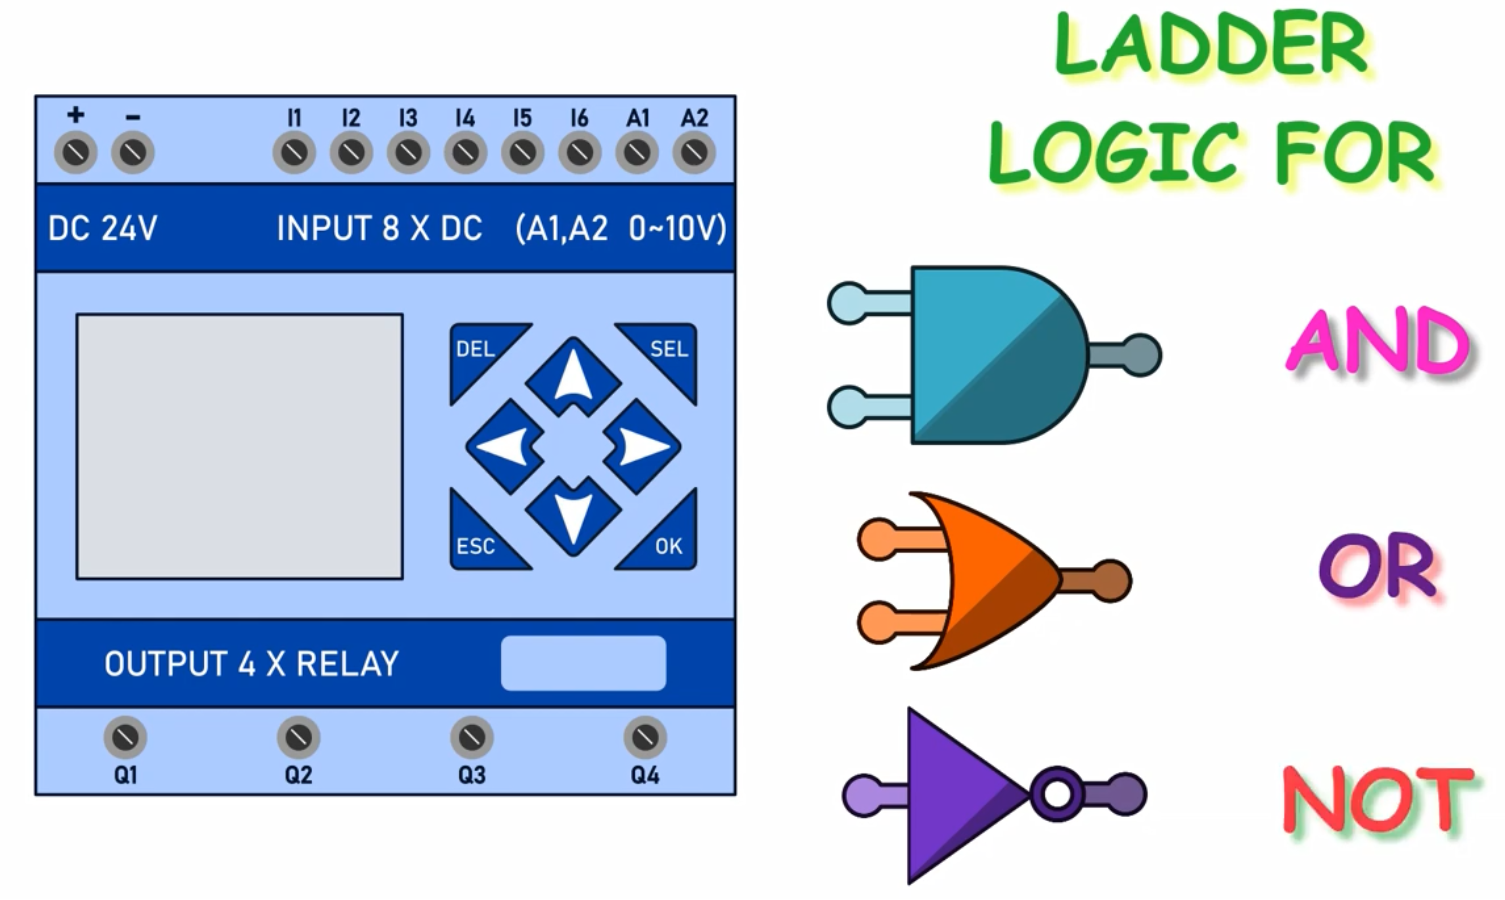 LADDER
LOGIC FOR
+ -
I1 I2 I3 I4 I5 I6 A1 A2
DC 24V INPUT 8 X DC (A1,A2 0~10V)
DEL SEL
ESC OK
OUTPUT 4 X RELAY
Q1 Q2 Q3 Q4
AND
OR
NOT